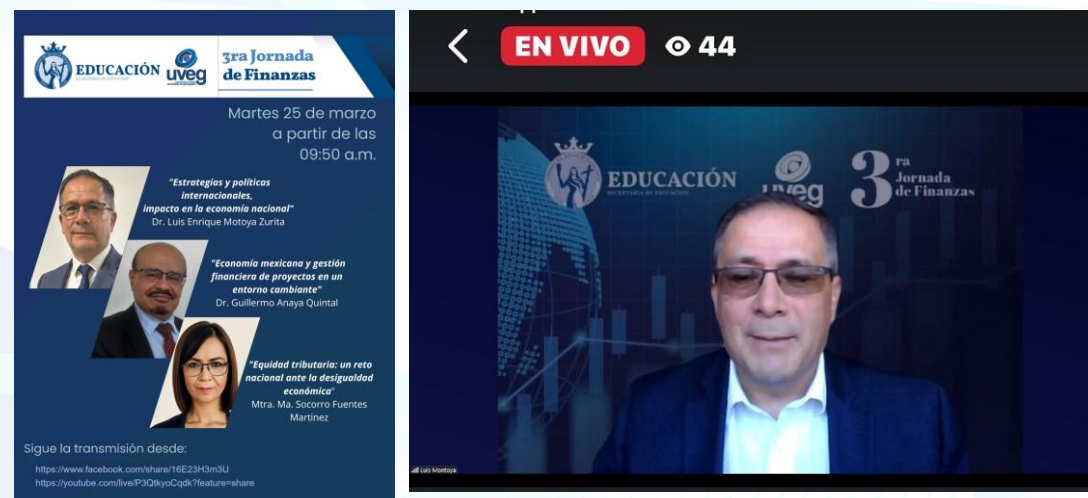 EDUCACIÓN
SECRETARÍA DE EDUCACIÓN
uveg
3ra Jornada
de Finanzas
Martes 25 de marzo
a partir de las
09:50 a.m.
"Estrategias y políticas
internacionales,
impacto en la economía nacional"
Dr. Luis Enrique Motoya Zurita
"Economía mexicana y gestión
financiera de proyectos en un
entorno cambiante"
Dr. Guillermo Anaya Quintal
"Equidad tributaria: un reto
nacional ante la desigualdad
económica"
Mtra. Ma. Socorro Fuentes
Martinez
Sigue la transmisión desde:
https://www.facebook.com/share/16E23H3m3U
https://youtube.com/live/P3QtkyoCqdk?feature=share
EN VIVO 44
EDUCACIÓN
SECRETARÍA DE EDUCACIÓN
uveg
3ra
Jornada
de Finanzas
Luis Montoya